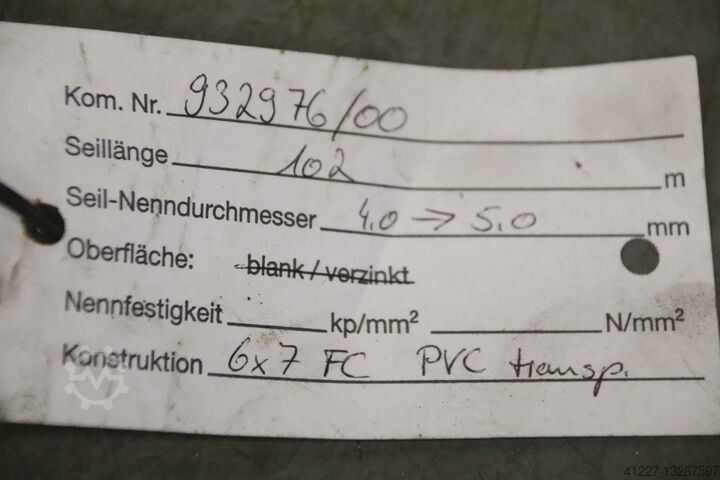 Kom. Nr. 932976/00
Seillänge 102 m
Seil-Nenndurchmesser 4.0 → 5.0 mm
Oberfläche: blank / verzinkt
Nennfestigkeit kp/mm² N/mm²
Konstruktion 6x7 FC PVC transp.
41227-13267597